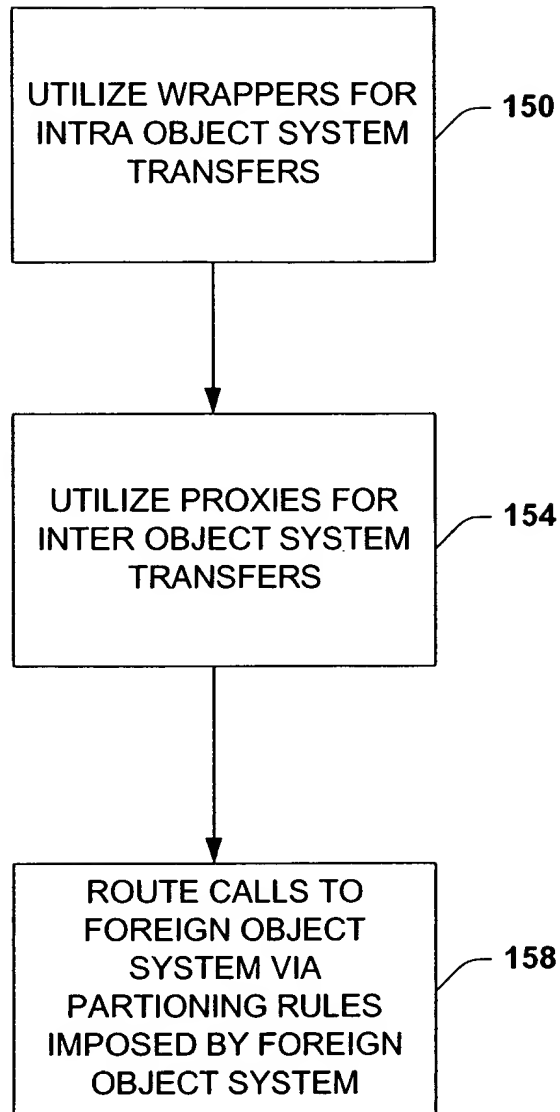 UTILIZE WRAPPERS FOR
INTRA OBJECT SYSTEM
TRANSFERS
150
UTILIZE PROXIES FOR
INTER OBJECT SYSTEM
TRANSFERS
154
ROUTE CALLS TO
FOREIGN OBJECT
SYSTEM VIA
PARTIONING RULES
IMPOSED BY FOREIGN
OBJECT SYSTEM
158